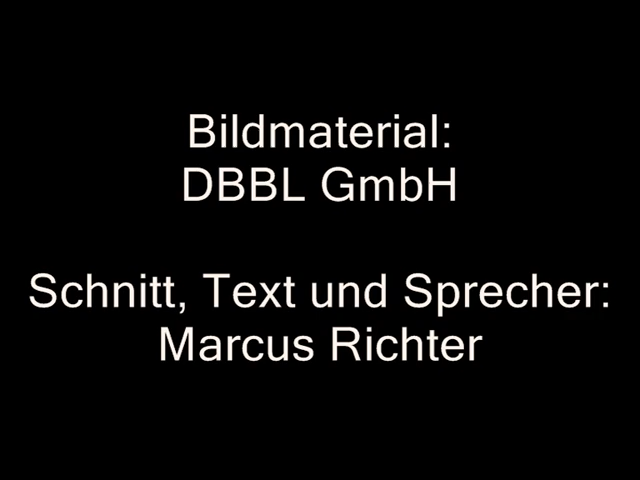 Bildmaterial:
DBBL GmbH
Schnitt, Text und Sprecher:
Marcus Richter